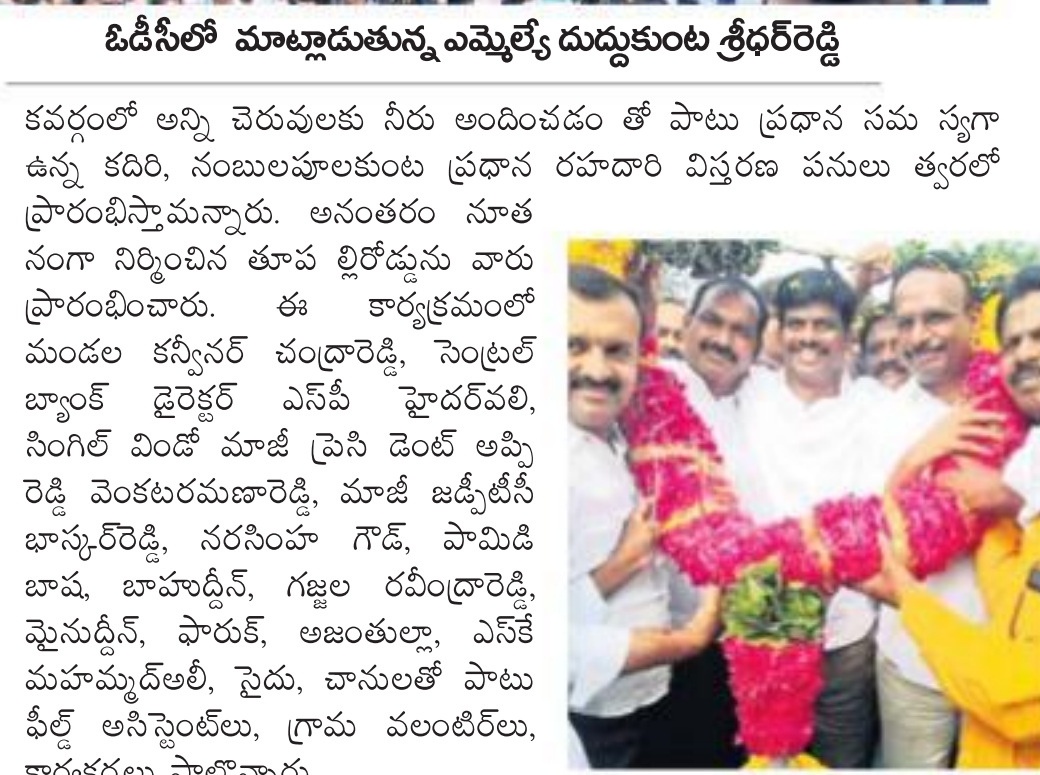 ఓడీసీలో మాట్లాడుతున్న ఎమ్మెల్యే దుద్దుకుంట శ్రీధర్‌రెడ్డి
కవర్గంలో అన్ని చెరువులకు నీరు అందించడం తో పాటు ప్రధాన సమ స్యగా
ఉన్న కదిరి, నంబులపూలకుంట ప్రధాన రహదారి విస్తరణ పనులు త్వరలో
ప్రారంభిస్తామన్నారు. అనంతరం నూత
నంగా నిర్మించిన తూప ల్లిరోడ్డును వారు
ప్రారంభించారు. ఈ కార్యక్రమంలో
మండల కన్వీనర్ చంద్రారెడ్డి, సెంట్రల్
బ్యాంక్ డైరెక్టర్ ఎస్‌పీ హైదర్‌వలి,
సింగిల్ విండో మాజీ ప్రెసి డెంట్ అప్పి
రెడ్డి వెంకటరమణారెడ్డి, మాజీ జడ్పీటీసీ
భాస్కర్‌రెడ్డి, నరసింహ గౌడ్, పామిడి
బాష, బాహుద్దీన్, గజ్జల రవీంద్రారెడ్డి,
మైనుద్దీన్, ఫారుక్, అజంతుల్లా, ఎస్‌కే
మహమ్మద్‌అలీ, సైదు, చానులతో పాటు
ఫీల్డ్ అసిస్టెంట్‌లు, గ్రామ వలంటిర్‌లు,
కార్యకర్తలు పాల్గొన్నారు.